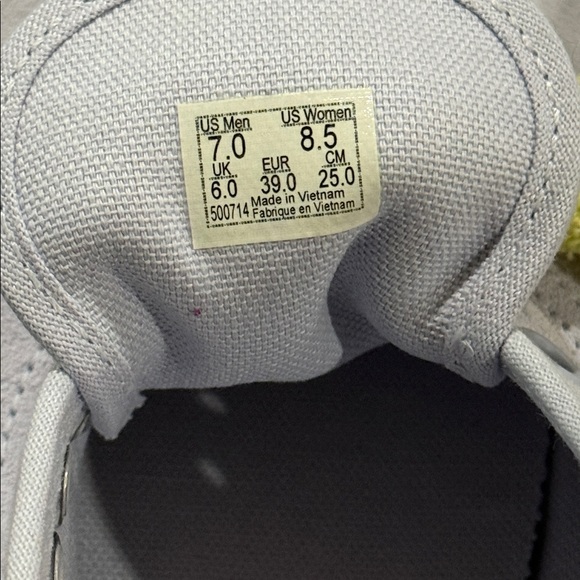 US Men US Women
7.0 8.5
UK EUR CM
6.0 39.0 25.0
Made in Vietnam
500714 Fabrique en Vietnam